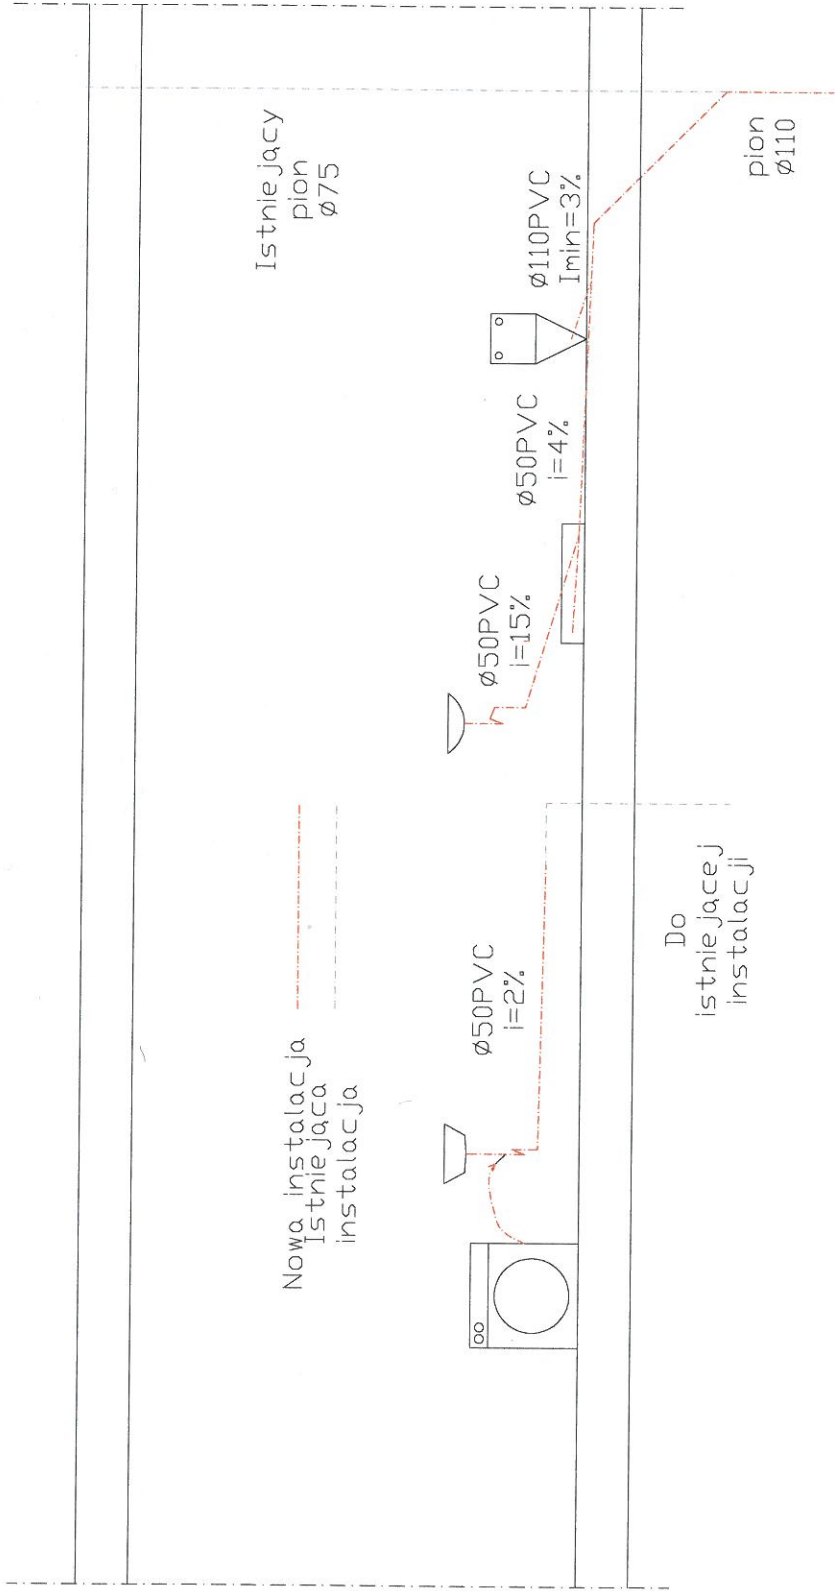 Nowa instalacja
Istniejąca
instalacja
Istniejący
pion
ø75
ø50PVC
i=2%
ø50PVC
i=15%
ø50PVC
i=4%
ø110PVC
Imin=3%
Do
istniejącej
instalacji
pion
ø110